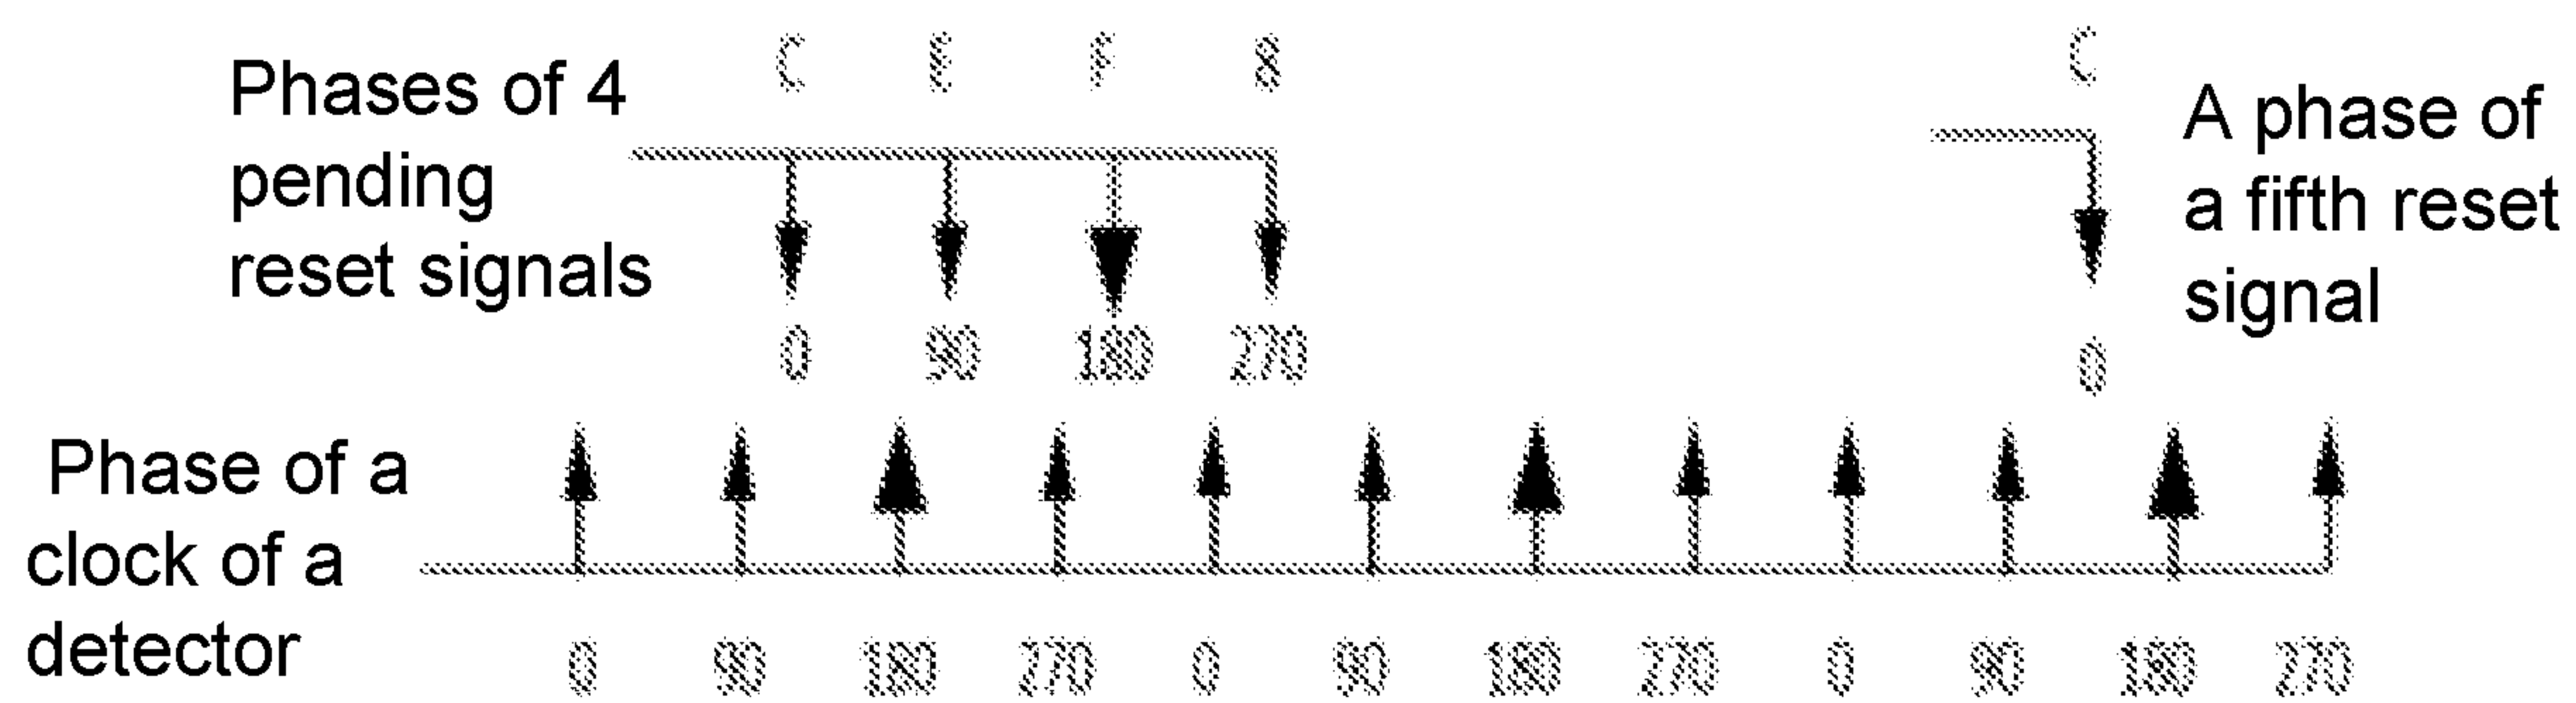 C E F 8
Phases of 4
pending
reset signals
0 90 180 270
C
A phase of
a fifth reset
signal
0
Phase of a
clock of a
detector
0 90 180 270 0 90 180 270 0 90 180 270